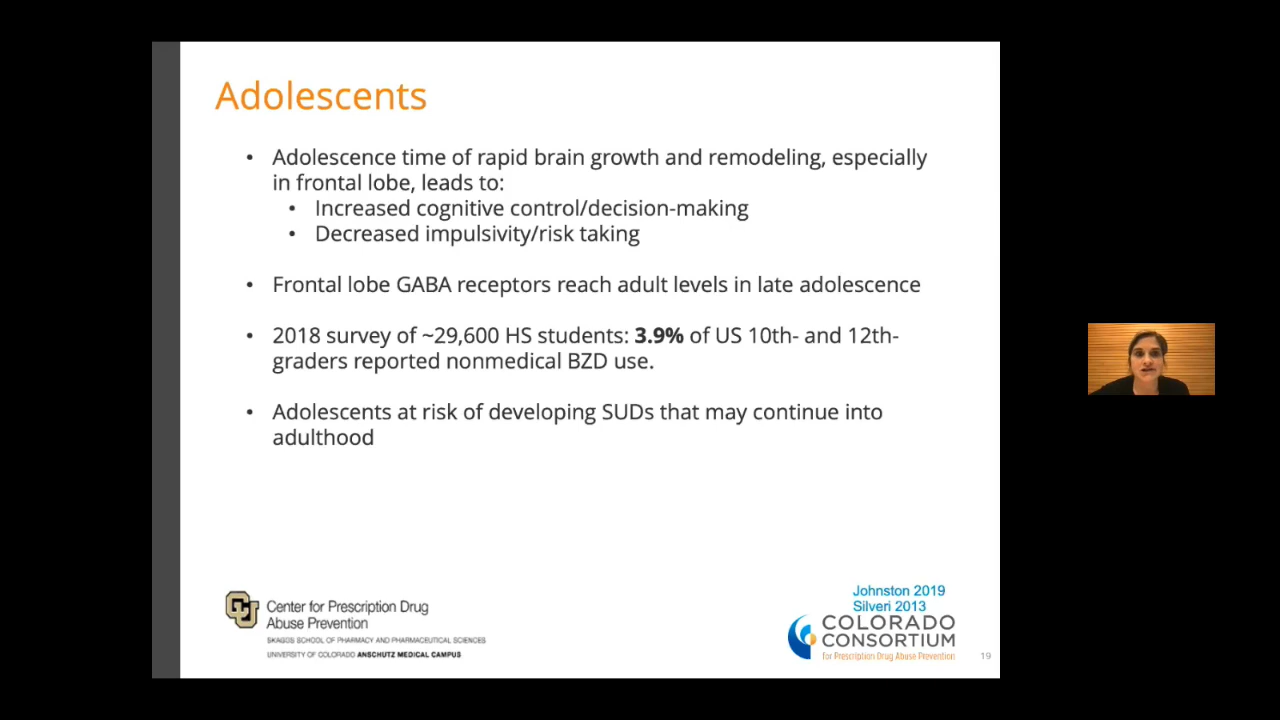 Adolescents
• Adolescence time of rapid brain growth and remodeling, especially
in frontal lobe, leads to:
• Increased cognitive control/decision-making
• Decreased impulsivity/risk taking
• Frontal lobe GABA receptors reach adult levels in late adolescence
• 2018 survey of ~29,600 HS students: 3.9% of US 10th- and 12th-
graders reported nonmedical BZD use.
• Adolescents at risk of developing SUDs that may continue into
adulthood
Johnston 2019
Silveri 2013
CU
Center for Prescription Drug
Abuse Prevention
SKAGGS SCHOOL OF PHARMACY AND PHARMACEUTICAL SCIENCES
UNIVERSITY OF COLORADO ANSCHUTZ MEDICAL CAMPUS
COLORADO
CONSORTIUM
for Prescription Drug Abuse Prevention
19